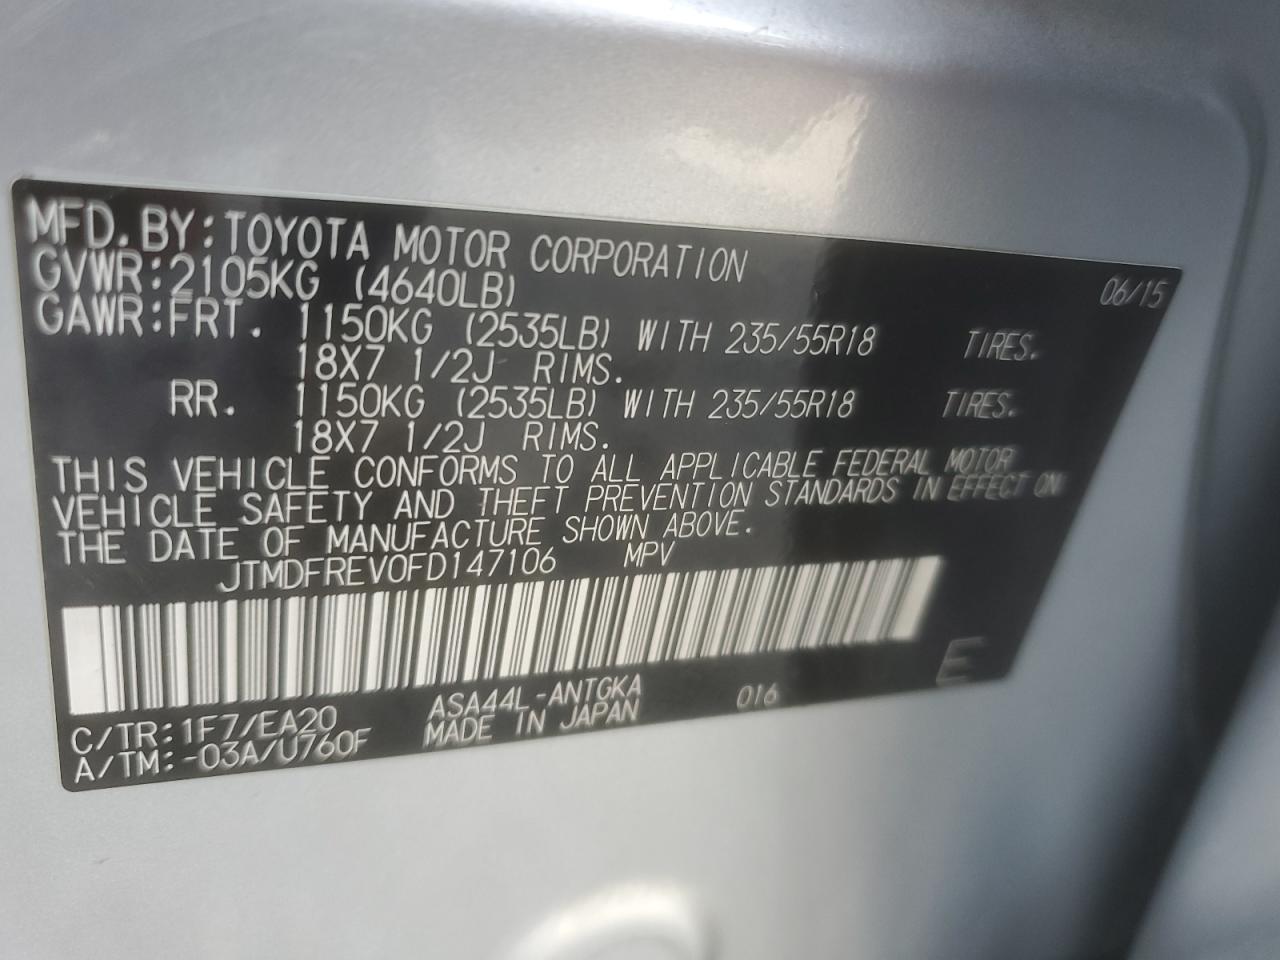 MFD. BY: TOYOTA MOTOR CORPORATION 06/15
GVWR: 2105KG (4640LB)
GAWR: FRT. 1150KG (2535LB) WITH 235/55R18 TIRES.
18X7 1/2J RIMS.
RR. 1150KG (2535LB) WITH 235/55R18 TIRES.
18X7 1/2J RIMS.
THIS VEHICLE CONFORMS TO ALL APPLICABLE FEDERAL MOTOR
VEHICLE SAFETY AND THEFT PREVENTION STANDARDS IN EFFECT ON
THE DATE OF MANUFACTURE SHOWN ABOVE.
JTMDFREV0FD147106 MPV
E
C/TR: 1F7/EA20 ASA44L-ANTGKA 016
A/TM: -03A/U760F MADE IN JAPAN